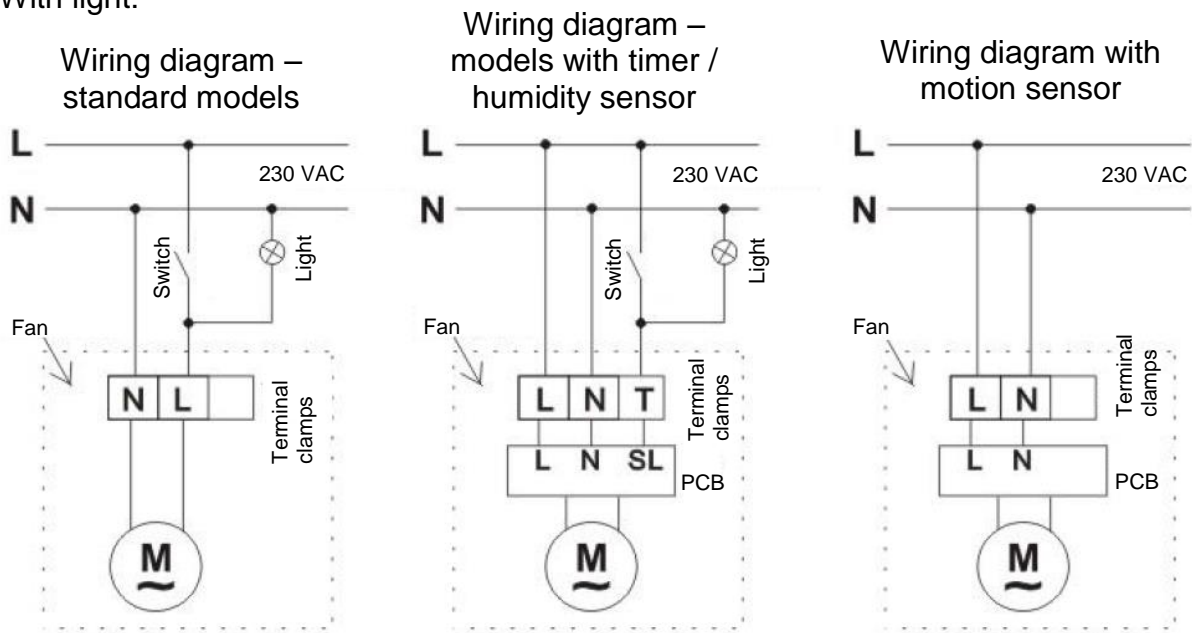 With light:
Wiring diagram –
standard models
L
230 VAC
N
Switch
Light
Fan
N L
Terminal
clamps
M
~
Wiring diagram –
models with timer /
humidity sensor
L
230 VAC
N
Switch
Light
Fan
L N T
Terminal
clamps
L N SL
PCB
M
~
Wiring diagram with
motion sensor
L
230 VAC
N
Fan
L N
Terminal
clamps
L N
PCB
M
~